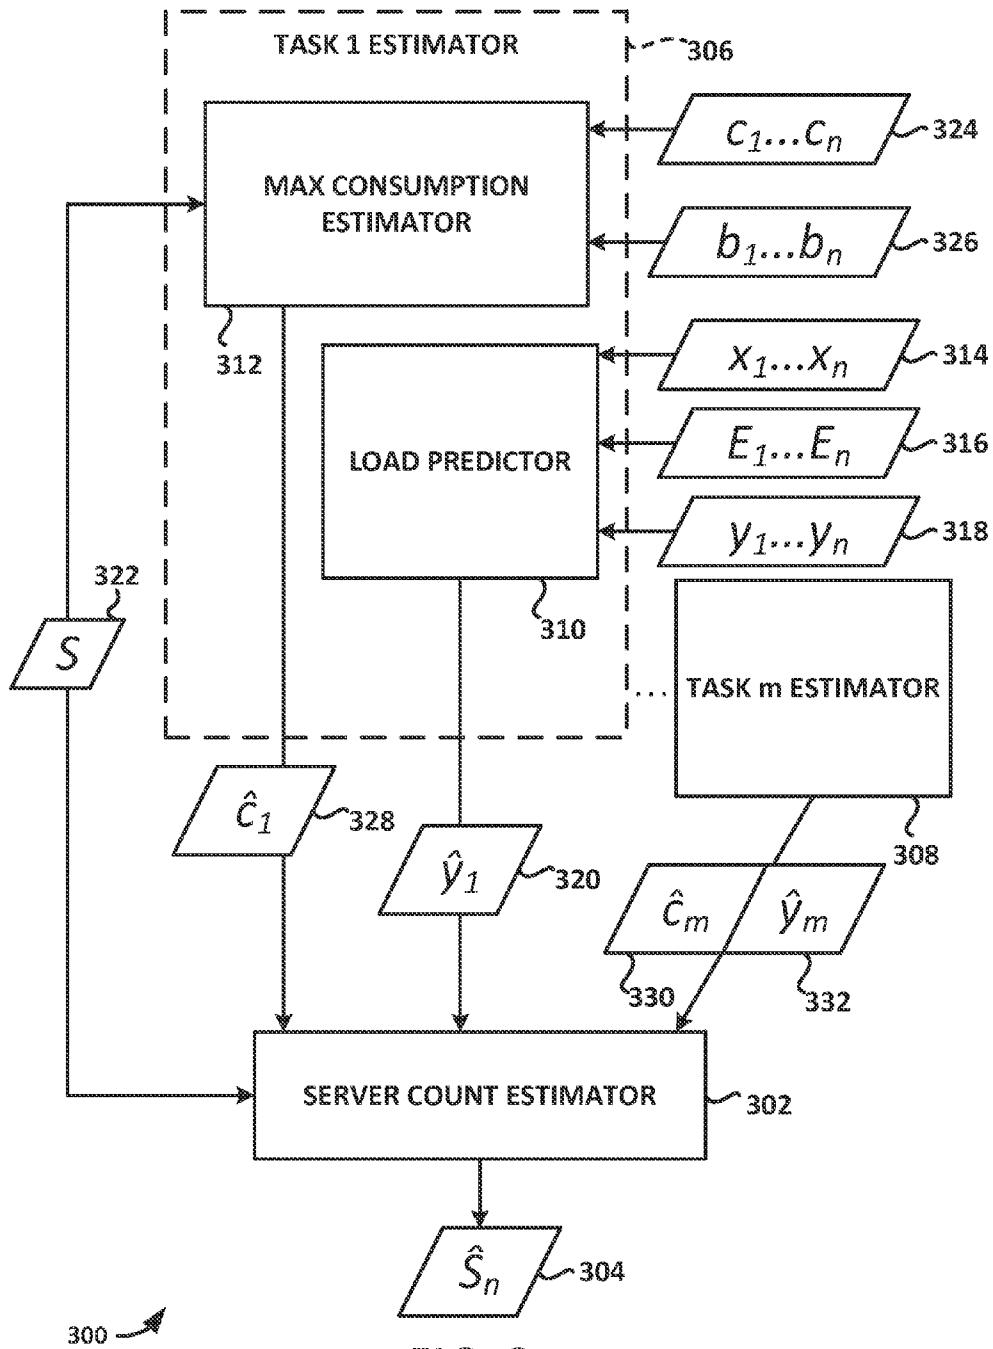 TASK 1 ESTIMATOR
306
c1...cn
324
MAX CONSUMPTION
ESTIMATOR
b1...bn
326
312
x1...xn
314
E1...En
316
LOAD PREDICTOR
y1...yn
318
322
310
S
... TASK m ESTIMATOR
ĉ1
328
308
ŷ1
320
ĉm
ŷm
330
332
SERVER COUNT ESTIMATOR
302
Ŝn
304
300